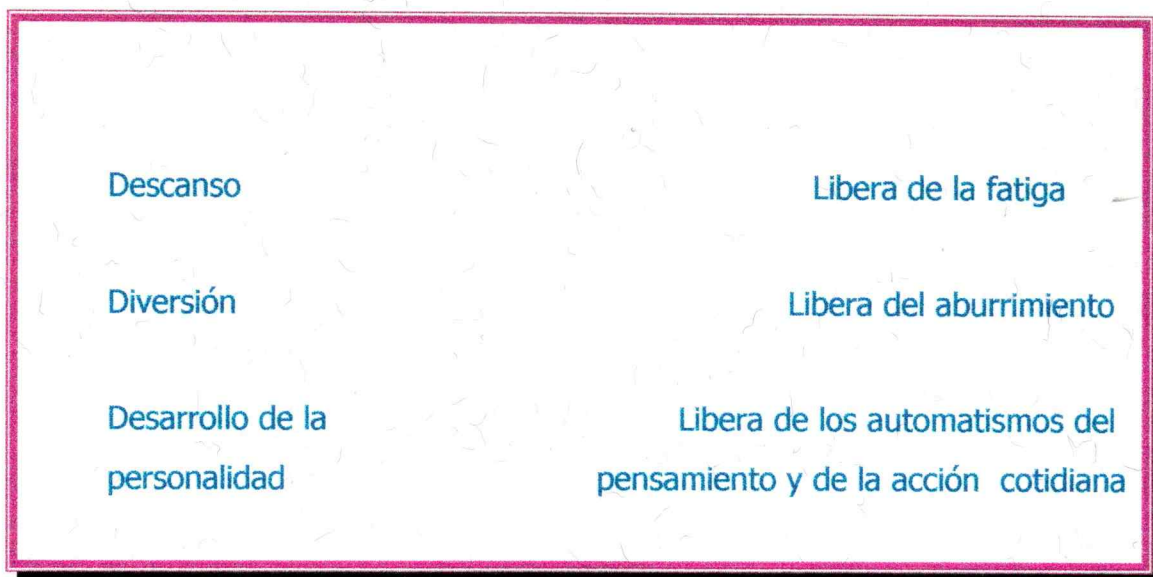 Descanso
Libera de la fatiga
Diversión
Libera del aburrimiento
Desarrollo de la
personalidad
Libera de los automatismos del
pensamiento y de la acción cotidiana